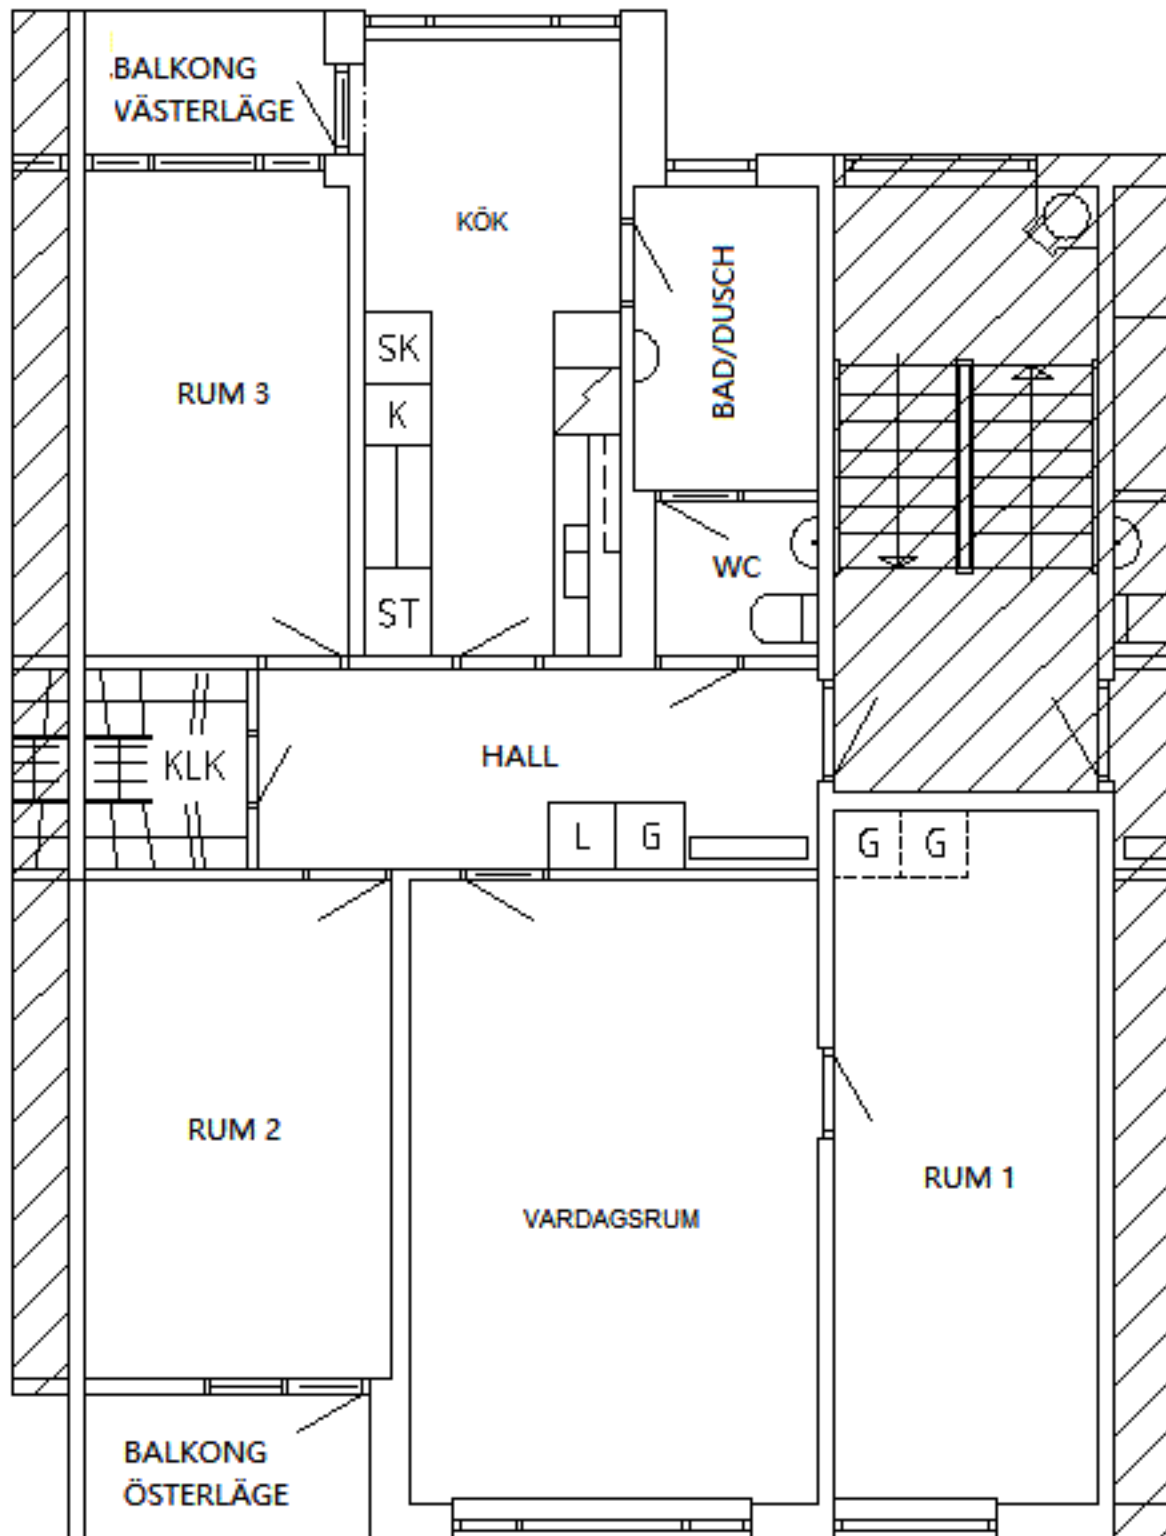 BALKONG
VÄSTERLÄGE
KÖK
BAD/DUSCH
SK
RUM 3
K
WC
ST
HALL
KLK
L G
G G
RUM 2
RUM 1
VARDAGSRUM
BALKONG
ÖSTERLÄGE